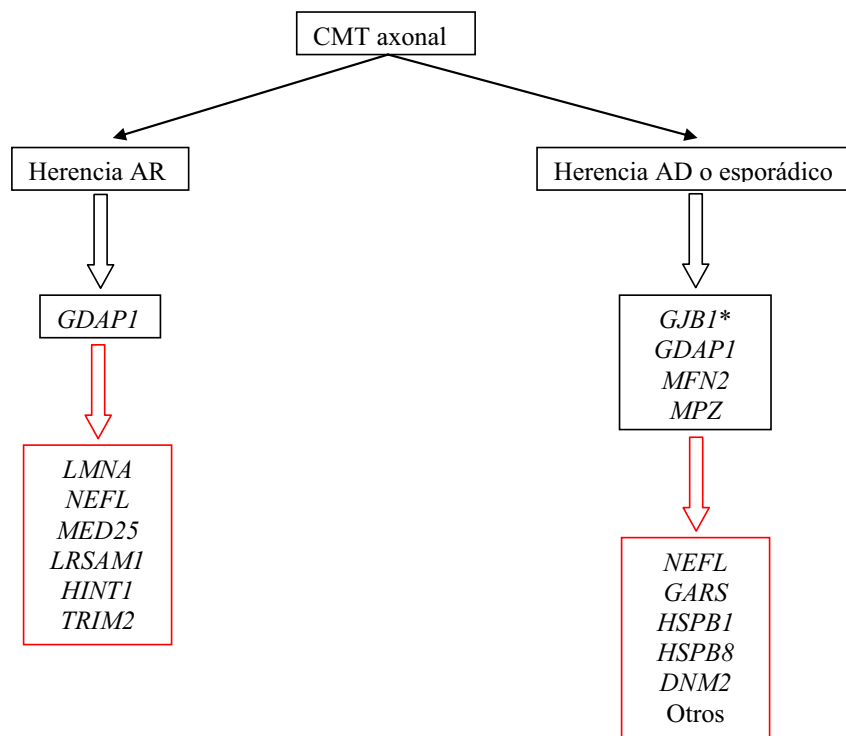 CMT axonal
Herencia AR
Herencia AD o esporádico
GDAP1
GJB1*
GDAP1
MFN2
MPZ
LMNA
NEFL
MED25
LRSAM1
HINT1
TRIM2
NEFL
GARS
HSPB1
HSPB8
DNM2
Otros